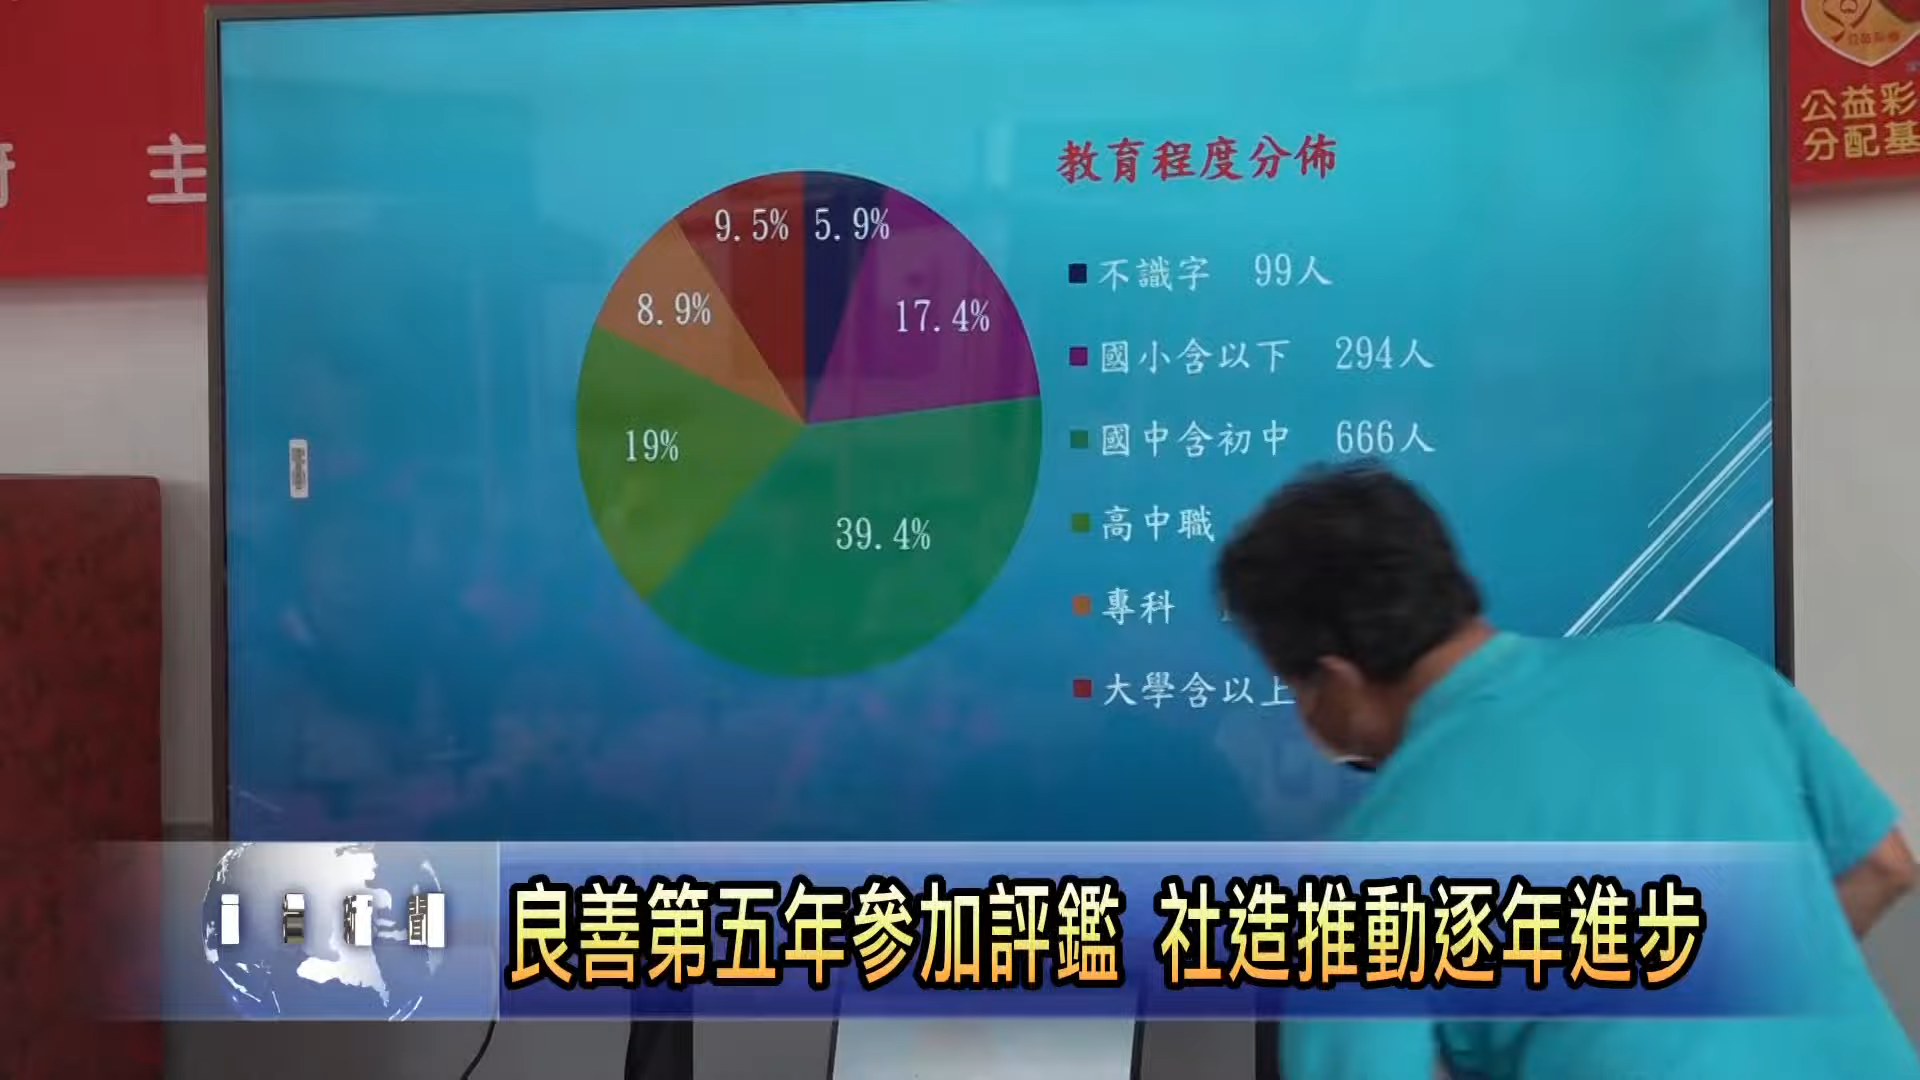 主
公益彩
分配基
教育程度分佈
9.5%
5.9%
17.4%
8.9%
19%
39.4%
不識字 99人
國小含以下 294人
國中含初中 666人
高中職
專科
大學含以上
良善第五年參加評鑑 社造推動逐年進步